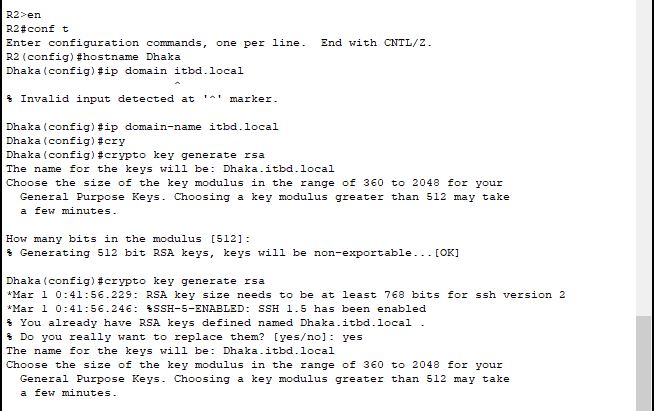 R2>en
R2#conf t
Enter configuration commands, one per line.  End with CNTL/Z.
R2(config)#hostname Dhaka
Dhaka(config)#ip domain itbd.local
                        ^
% Invalid input detected at '^' marker.

Dhaka(config)#ip domain-name itbd.local
Dhaka(config)#cry
Dhaka(config)#crypto key generate rsa
The name for the keys will be: Dhaka.itbd.local
Choose the size of the key modulus in the range of 360 to 2048 for your
  General Purpose Keys. Choosing a key modulus greater than 512 may take
  a few minutes.

How many bits in the modulus [512]:
% Generating 512 bit RSA keys, keys will be non-exportable...[OK]

Dhaka(config)#crypto key generate rsa
*Mar 1 0:41:56.229: RSA key size needs to be at least 768 bits for ssh version 2
*Mar 1 0:41:56.246: %SSH-5-ENABLED: SSH 1.5 has been enabled
% You already have RSA keys defined named Dhaka.itbd.local .
% Do you really want to replace them? [yes/no]: yes
The name for the keys will be: Dhaka.itbd.local
Choose the size of the key modulus in the range of 360 to 2048 for your
  General Purpose Keys. Choosing a key modulus greater than 512 may take
  a few minutes.